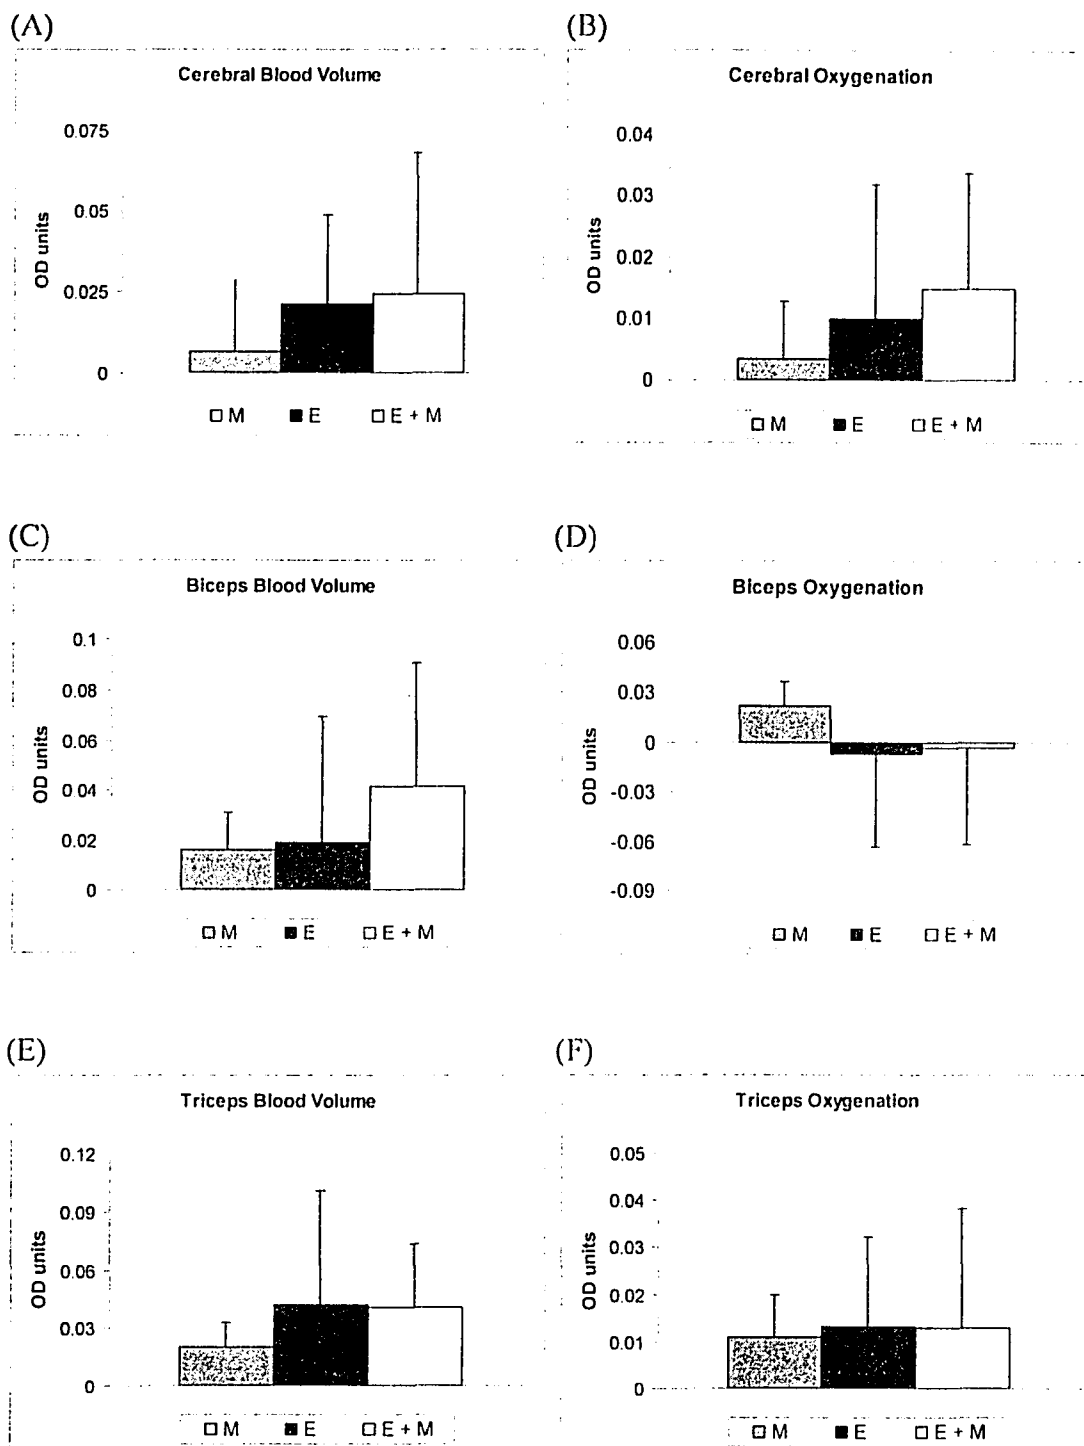 (A)
Cerebral Blood Volume
0.075
0.05
0.025
0
OD units
M E E + M
(B)
Cerebral Oxygenation
0.04
0.03
0.02
0.01
0
OD units
M E E + M
(C)
Biceps Blood Volume
0.1
0.08
0.06
0.04
0.02
0
OD units
M E E + M
(D)
Biceps Oxygenation
0.06
0.03
0
-0.03
-0.06
-0.09
OD units
M E E + M
(E)
Triceps Blood Volume
0.12
0.09
0.06
0.03
0
OD units
M E E + M
(F)
Triceps Oxygenation
0.05
0.04
0.03
0.02
0.01
0
OD units
M E E + M